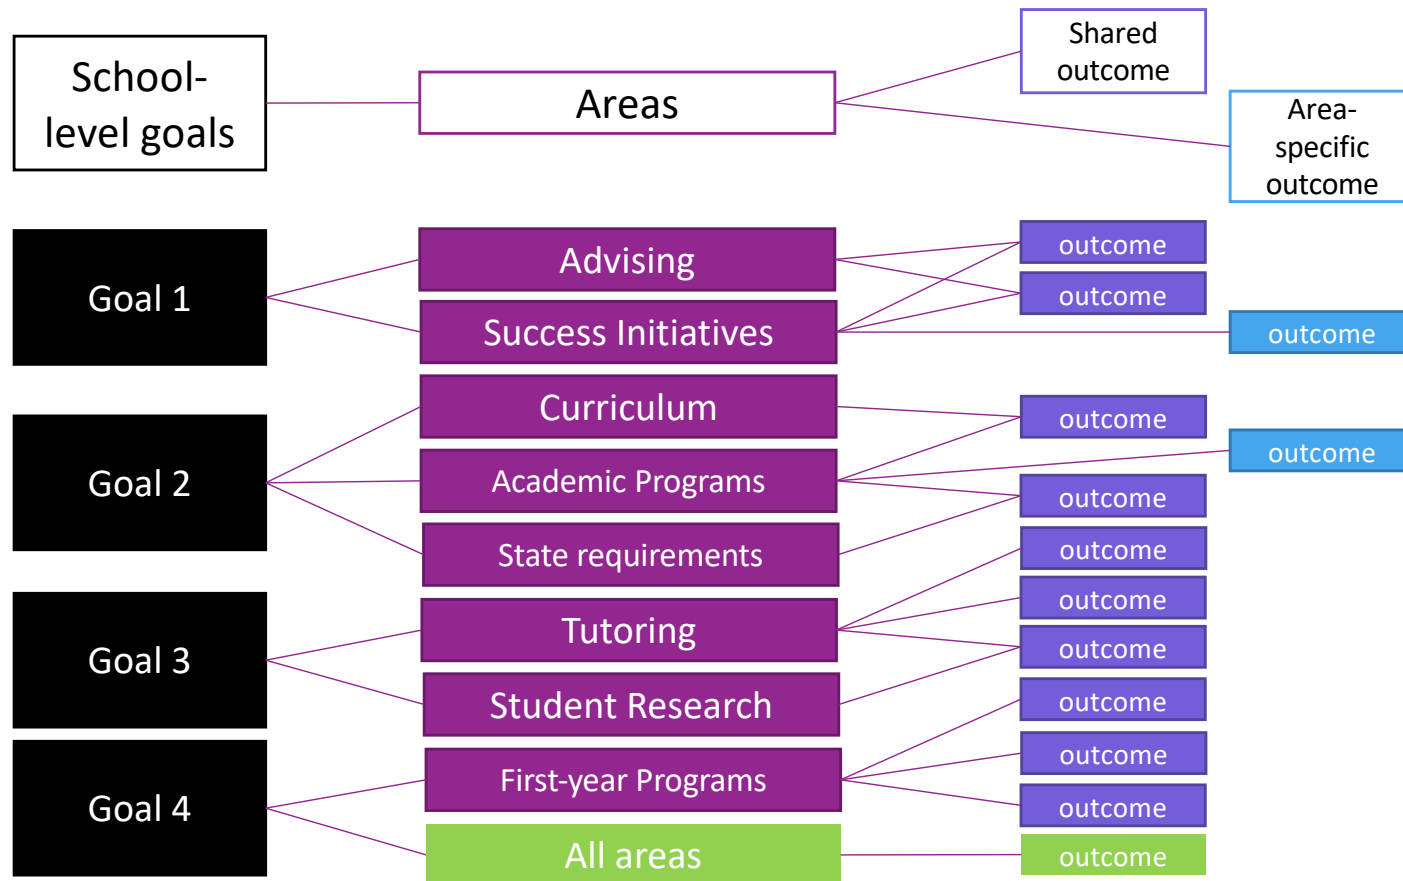 School-
level goals
Areas
Shared
outcome
Area-
specific
outcome
Goal 1
Advising
Success Initiatives
outcome
outcome
outcome
Goal 2
Curriculum
Academic Programs
State requirements
outcome
outcome
outcome
Goal 3
Tutoring
Student Research
outcome
outcome
outcome
Goal 4
First-year Programs
All areas
outcome
outcome
outcome
outcome